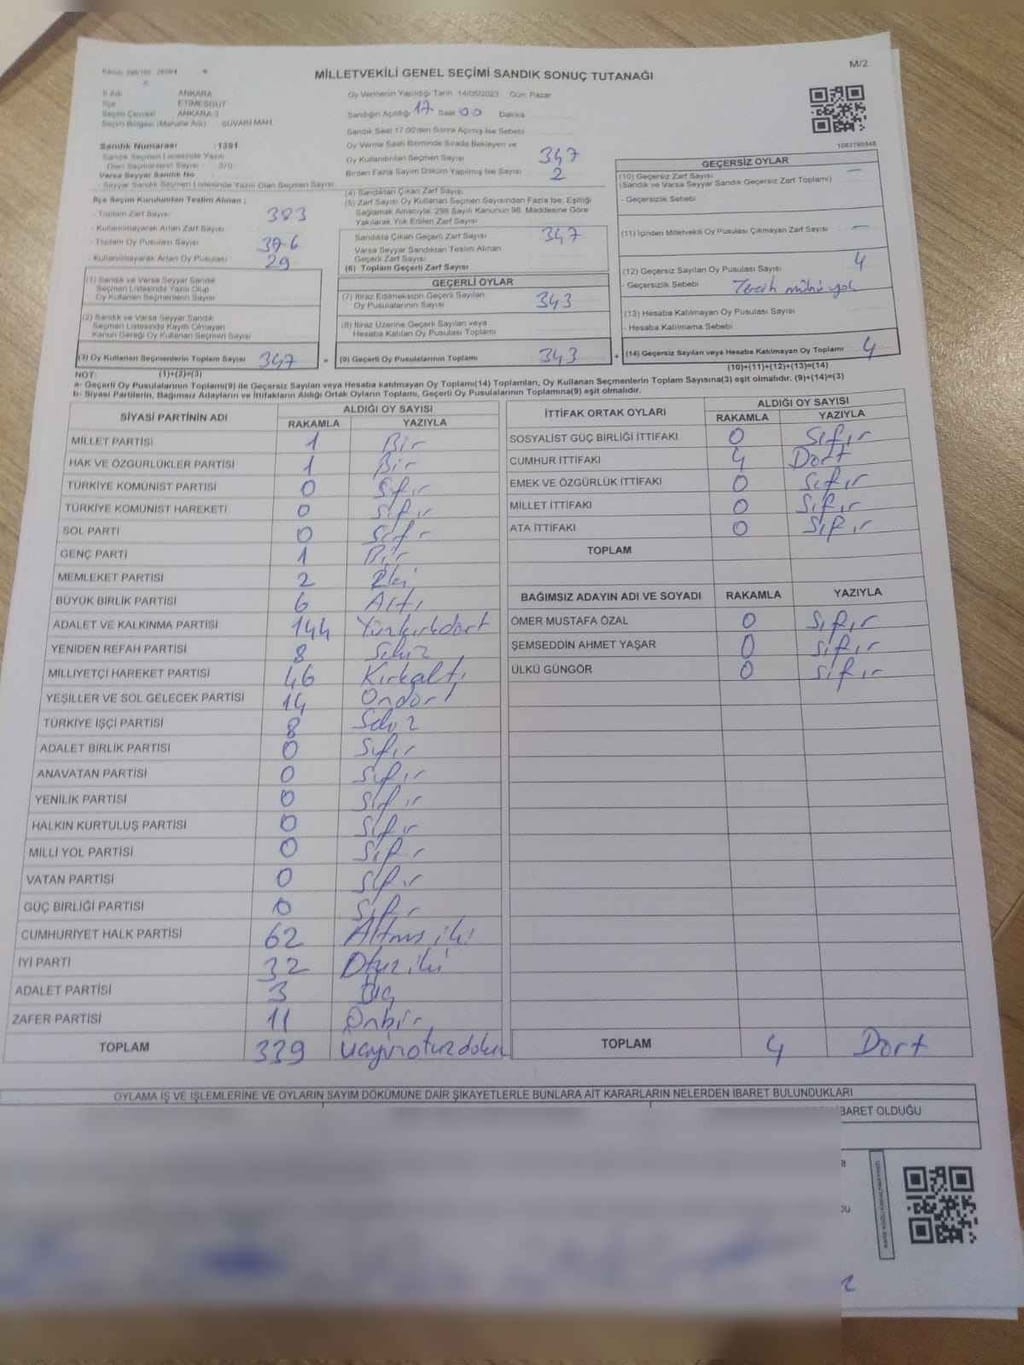 MİLLETVEKİLİ GENEL SEÇİMİ SANDIK SONUÇ TUTANAĞI
M/2
İl Adı : ANKARA
İlçe : ETİMESGUT
Seçim Çevresi : ANKARA 3
Seçim Bölgesi (Mahalle Adı) : SÜVARİ MAH.
Sandık Numarası : 1391
Sandık Seçmen Listesinde Yazılı
Olan Seçmenlerin Sayısı : 370
Varsa Seyyar Sandık No :
Seyyar Sandık Seçmen Listesinde Yazılı Olan Seçmen Sayısı
İlçe Seçim Kurulundan Teslim Alınan ;
- Toplam Zarf Sayısı 383
- Kullanılmayarak Artan Zarf Sayısı
- Toplam Oy Pusulası Sayısı 376
- Kullanılmayarak Artan Oy Pusulası 29
(1) Sandık ve Varsa Seyyar Sandık
Seçmen Listesinde Yazılı Olup
Oy Kullanan Seçmenlerin Sayısı
(2) Sandık ve Varsa Seyyar Sandık
Seçmen Listesinde Kayıtlı Olmayan
Kanun Gereği Oy Kullanan Seçmen Sayısı
(3) Oy Kullanan Seçmenlerin Toplam Sayısı 347
Oy Vermenin Yapıldığı Tarih 14/05/2023 Gün: Pazar
Sandığın Açıldığı 17 Saat 00 Dakika
Sandık Saat 17.00'den Sonra Açılmış İse Sebebi
Oy Verme Saati Bitiminde Sırada Bekleyen ve
Oy Kullandırılan Seçmen Sayısı 347
Birden Fazla Sayım Dökümü Yapılmış İse Sayısı 2
(4) Sandıktan Çıkan Zarf Sayısı
(5) Zarf Sayısı Oy Kullanan Seçmen Sayısından Fazla İse, Eşitliği
Sağlamak Amacıyla, 298 Sayılı Kanunun 98. Maddesine Göre
Yakılarak Yok Edilen Zarf Sayısı
Sandıkta Çıkan Geçerli Zarf Sayısı 347
Varsa Seyyar Sandıktan Teslim Alınan
Geçerli Zarf Sayısı
(6) Toplam Geçerli Zarf Sayısı
GEÇERLİ OYLAR
(7) İtiraz Edilmeksizin Geçerli Sayılan
Oy Pusulalarının Sayısı 343
(8) İtiraz Üzerine Geçerli Sayılan veya
Hesaba Katılan Oy Pusulası Toplamı
= (9) Geçerli Oy Pusulalarının Toplamı 343
GEÇERSİZ OYLAR
(10) Geçersiz Zarf Sayısı —
(Sandık ve Varsa Seyyar Sandık Geçersiz Zarf Toplamı)
- Geçersizlik Sebebi
(11) İçinden Milletvekili Oy Pusulası Çıkmayan Zarf Sayısı —
(12) Geçersiz Sayılan Oy Pusulası Sayısı 4
- Geçersizlik Sebebi Tercih mührü yok
(13) Hesaba Katılmayan Oy Pusulası Sayısı
- Hesaba Katılmama Sebebi
+ (14) Geçersiz Sayılan veya Hesaba Katılmayan Oy Toplamı 4
NOT: (1)+(2)=(3) (10)+(11)+(12)+(13)=(14)
a- Geçerli Oy Pusulalarının Toplamı(9) ile Geçersiz Sayılan veya Hesaba katılmayan Oy Toplamı(14) Toplamları, Oy Kullanan Seçmenlerin Toplam Sayısına(3) eşit olmalıdır. (9)+(14)=(3)
b- Siyasi Partilerin, Bağımsız Adayların ve İttifakların Aldığı Ortak Oyların Toplamı, Geçerli Oy Pusulalarının Toplamına(9) eşit olmalıdır.
SİYASİ PARTİNİN ADI ALDIĞI OY SAYISI
RAKAMLA YAZIYLA
MİLLET PARTİSİ 1 Bir
HAK VE ÖZGÜRLÜKLER PARTİSİ 1 Bir
TÜRKİYE KOMÜNİST PARTİSİ 0 Sıfır
TÜRKİYE KOMÜNİST HAREKETİ 0 Sıfır
SOL PARTİ 0 Sıfır
GENÇ PARTİ 1 Bir
MEMLEKET PARTİSİ 2 İki
BÜYÜK BİRLİK PARTİSİ 6 Altı
ADALET VE KALKINMA PARTİSİ 144 Yüzkırkdört
YENİDEN REFAH PARTİSİ 8 Sekiz
MİLLİYETÇİ HAREKET PARTİSİ 46 Kırkaltı
YEŞİLLER VE SOL GELECEK PARTİSİ 14 Ondört
TÜRKİYE İŞÇİ PARTİSİ 8 Sekiz
ADALET BİRLİK PARTİSİ 0 Sıfır
ANAVATAN PARTİSİ 0 Sıfır
YENİLİK PARTİSİ 0 Sıfır
HALKIN KURTULUŞ PARTİSİ 0 Sıfır
MİLLİ YOL PARTİSİ 0 Sıfır
VATAN PARTİSİ 0 Sıfır
GÜÇ BİRLİĞİ PARTİSİ 0 Sıfır
CUMHURİYET HALK PARTİSİ 62 Altmış iki
İYİ PARTİ 32 Otuz iki
ADALET PARTİSİ 3 Üç
ZAFER PARTİSİ 11 Onbir
TOPLAM 339 üçyüzotuzdokuz
İTTİFAK ORTAK OYLARI ALDIĞI OY SAYISI
RAKAMLA YAZIYLA
SOSYALİST GÜÇ BİRLİĞİ İTTİFAKI 0 Sıfır
CUMHUR İTTİFAKI 4 Dört
EMEK VE ÖZGÜRLÜK İTTİFAKI 0 Sıfır
MİLLET İTTİFAKI 0 Sıfır
ATA İTTİFAKI 0 Sıfır
TOPLAM
BAĞIMSIZ ADAYIN ADI VE SOYADI RAKAMLA YAZIYLA
ÖMER MUSTAFA ÖZAL 0 Sıfır
ŞEMSEDDİN AHMET YAŞAR 0 Sıfır
ÜLKÜ GÜNGÖR 0 Sıfır
TOPLAM 4 Dört
OYLAMA İŞ VE İŞLEMLERİNE VE OYLARIN SAYIM DÖKÜMÜNE DAİR ŞİKAYETLERLE BUNLARA AİT KARARLARIN NELERDEN İBARET BULUNDUKLARI
İBARET OLDUĞU